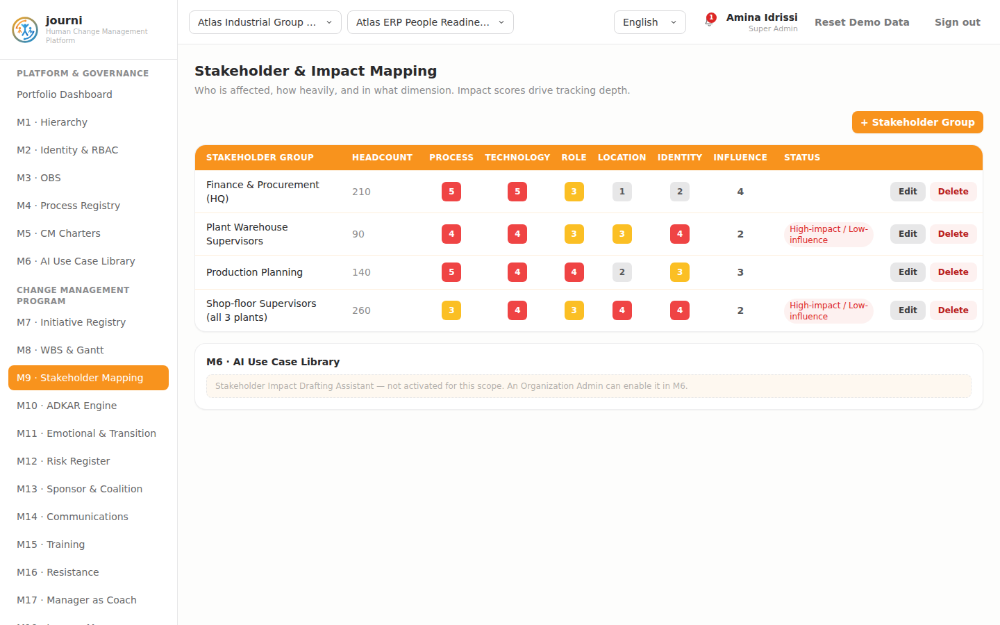 journi
Human Change Management
Platform
Atlas Industrial Group ...
Atlas ERP People Readine...
English
1
Amina Idrissi
Super Admin
Reset Demo Data
Sign out
PLATFORM & GOVERNANCE
Portfolio Dashboard
M1 · Hierarchy
M2 · Identity & RBAC
M3 · OBS
M4 · Process Registry
M5 · CM Charters
M6 · AI Use Case Library
CHANGE MANAGEMENT
PROGRAM
M7 · Initiative Registry
M8 · WBS & Gantt
M9 · Stakeholder Mapping
M10 · ADKAR Engine
M11 · Emotional & Transition
M12 · Risk Register
M13 · Sponsor & Coalition
M14 · Communications
M15 · Training
M16 · Resistance
M17 · Manager as Coach
Stakeholder & Impact Mapping
Who is affected, how heavily, and in what dimension. Impact scores drive tracking depth.
+ Stakeholder Group
STAKEHOLDER GROUP HEADCOUNT PROCESS TECHNOLOGY ROLE LOCATION IDENTITY INFLUENCE STATUS
Finance & Procurement
(HQ)
210 5 5 3 1 2 4 Edit Delete
Plant Warehouse
Supervisors
90 4 4 3 3 4 2
High-impact / Low-
influence
Edit Delete
Production Planning 140 5 4 4 2 3 3 Edit Delete
Shop-floor Supervisors
(all 3 plants)
260 3 4 3 4 4 2
High-impact / Low-
influence
Edit Delete
M6 · AI Use Case Library
Stakeholder Impact Drafting Assistant — not activated for this scope. An Organization Admin can enable it in M6.